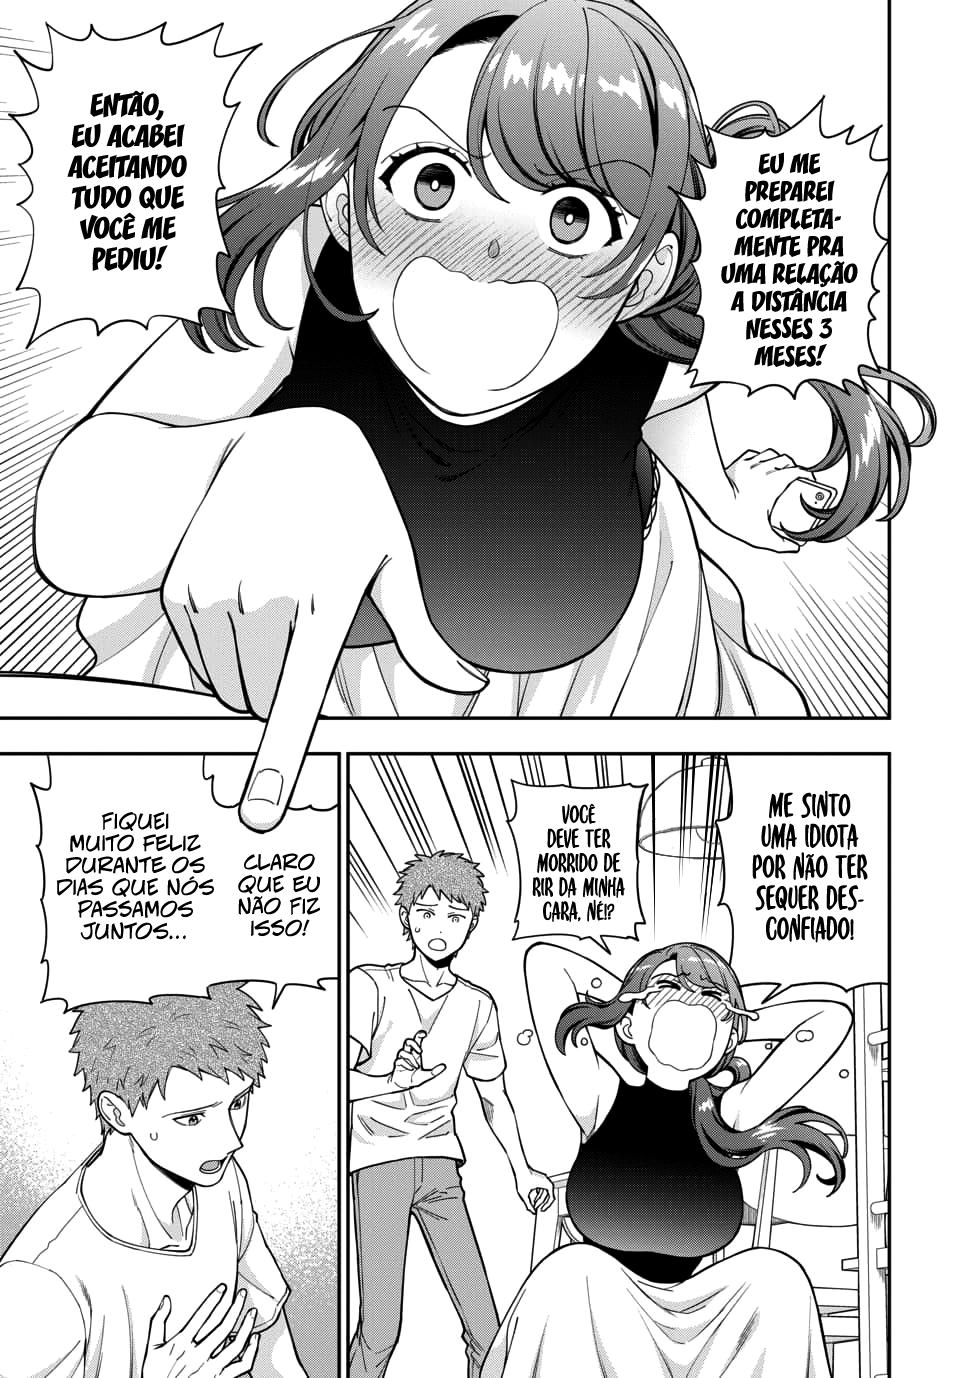 EU ME
PREPAREI
COMPLETA-
MENTE PRA
UMA RELAÇÃO
A DISTÂNCIA
NESSES 3
MESES!
ENTÃO,
EU ACABEI
ACEITANDO
TUDO QUE
VOCÊ ME
PEDIU!
ME SINTO
UMA IDIOTA
POR NÃO TER
SEQUER DES-
CONFIADO!
VOCÊ
DEVE TER
MORRIDO DE
RIR DA MINHA
CARA, NÉ!?
CLARO
QUE EU
NÃO FIZ
ISSO!
FIQUEI
MUITO FELIZ
DURANTE OS
DIAS QUE NÓS
PASSAMOS
JUNTOS...